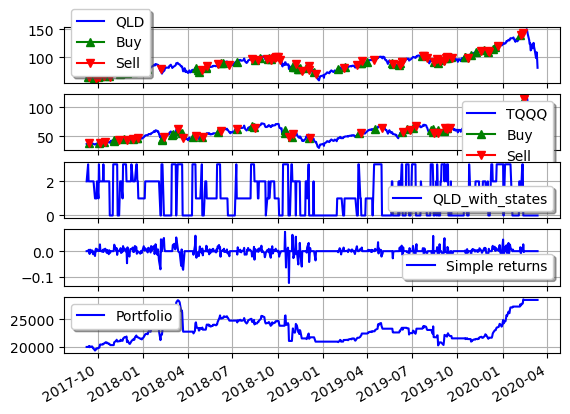 150
100
QLD
Buy
Sell
100
50
TQQQ
Buy
Sell
2
0
QLD_with_states
0.0
−0.1
Simple returns
25000
20000
Portfolio
2017-10
2018-01
2018-04
2018-07
2018-10
2019-01
2019-04
2019-07
2019-10
2020-01
2020-04